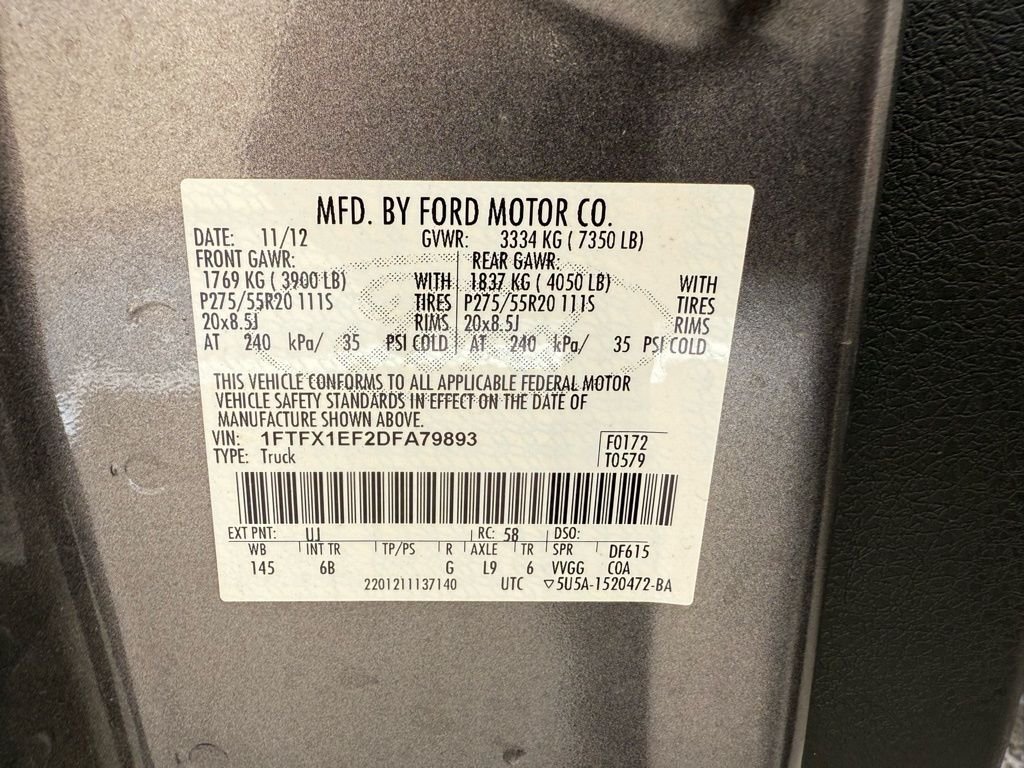 MFD. BY FORD MOTOR CO.
DATE: 11/12 GVWR: 3334 KG ( 7350 LB)
FRONT GAWR: REAR GAWR:
1769 KG ( 3900 LB) WITH 1837 KG ( 4050 LB) WITH
P275/55R20 111S TIRES P275/55R20 111S TIRES
20x8.5J RIMS 20x8.5J RIMS
AT 240 kPa/ 35 PSI COLD AT 240 kPa/ 35 PSI COLD
THIS VEHICLE CONFORMS TO ALL APPLICABLE FEDERAL MOTOR
VEHICLE SAFETY STANDARDS IN EFFECT ON THE DATE OF
MANUFACTURE SHOWN ABOVE.
VIN: 1FTFX1EF2DFA79893 F0172
TYPE: Truck T0579
EXT PNT: UJ RC: 58 DSO:
WB INT TR TP/PS R AXLE TR SPR DF615
145 6B G L9 6 VVGG COA
2201211137140 UTC ▽5U5A-1520472-BA